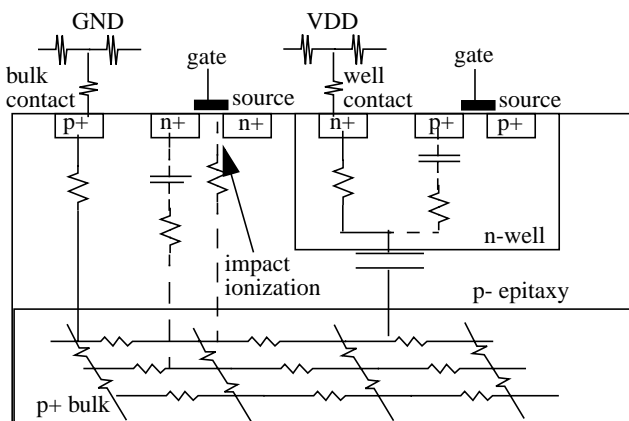 GND
VDD
gate
gate
bulk
contact
source
well
contact
source
p+
n+
n+
n+
p+
p+
n-well
impact
ionization
p- epitaxy
p+ bulk